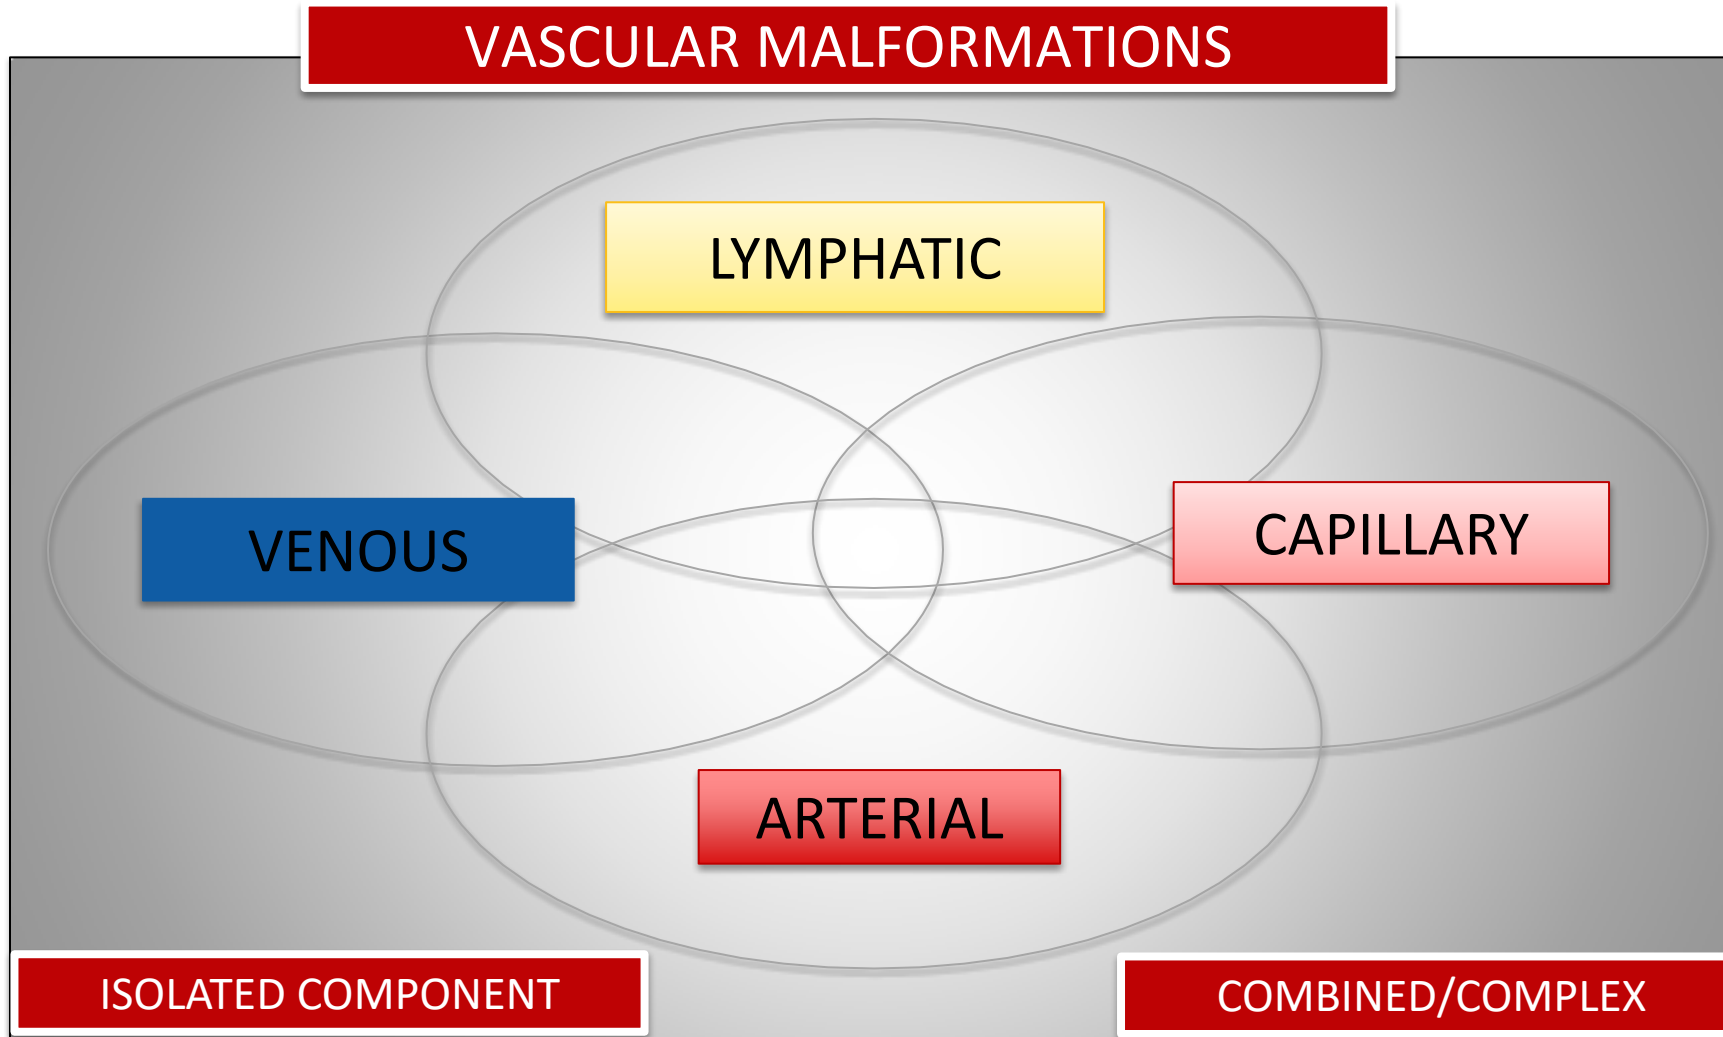 VASCULAR MALFORMATIONS
LYMPHATIC
VENOUS
CAPILLARY
ARTERIAL
ISOLATED COMPONENT
COMBINED/COMPLEX